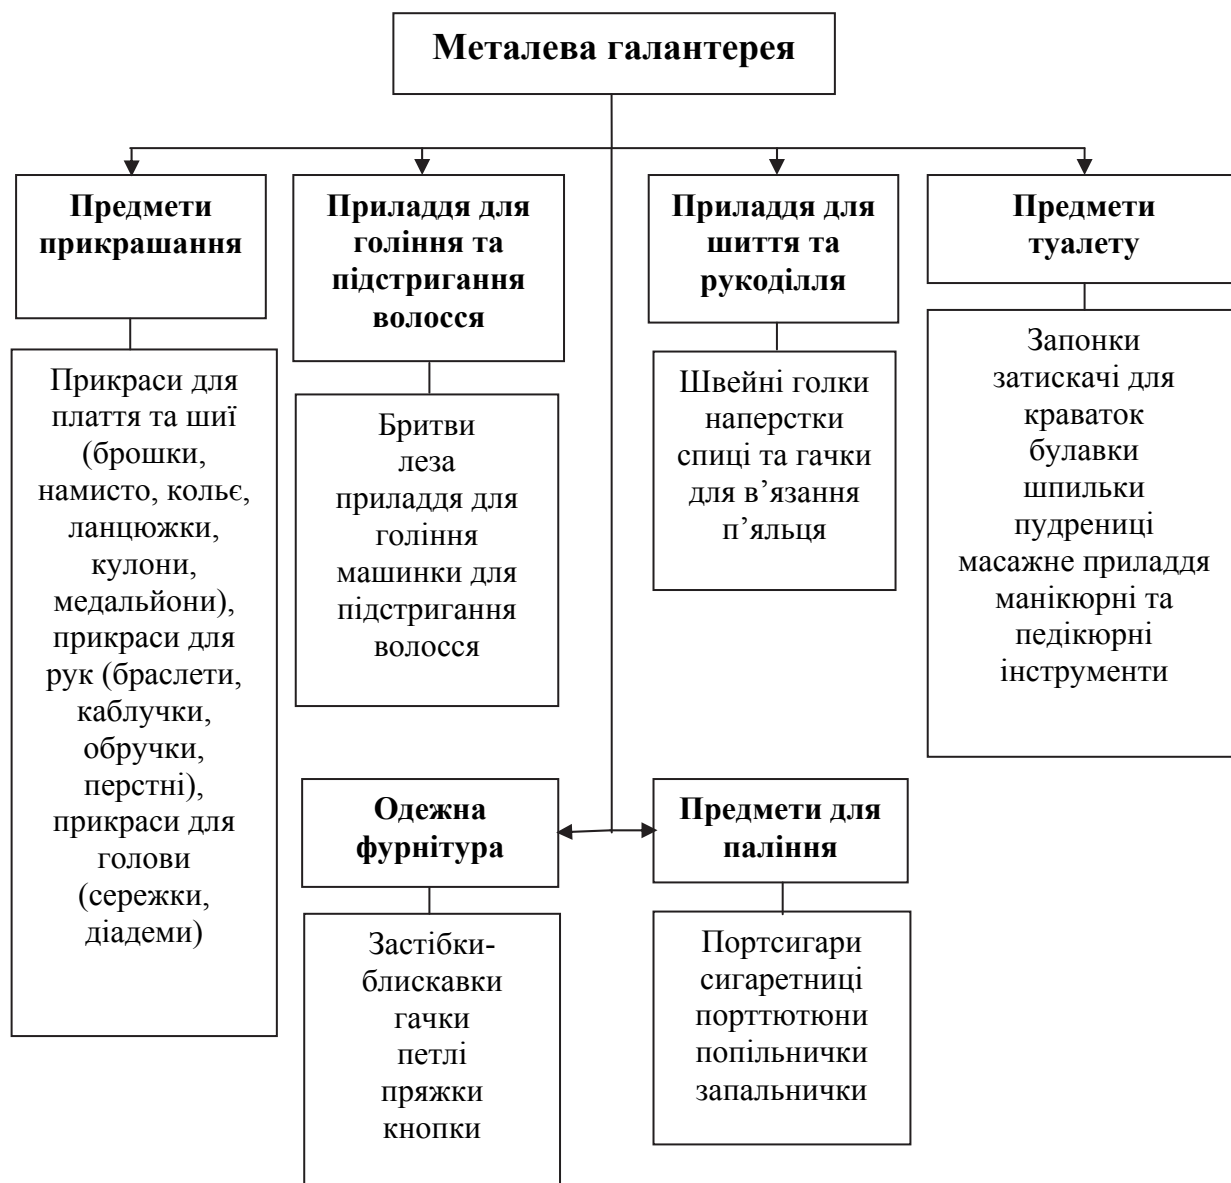 Металева галантерея
Предмети
прикрашання
Прикраси для
плаття та шиї
(брошки,
намисто, кольє,
ланцюжки,
кулони,
медальйони),
прикраси для
рук (браслети,
каблучки,
обручки,
перстні),
прикраси для
голови
(сережки,
діадеми)
Приладдя для
гоління та
підстригання
волосся
Бритви
леза
приладдя для
гоління
машинки для
підстригання
волосся
Приладдя для
шиття та
рукоділля
Швейні голки
наперстки
спиці та гачки
для в’язання
п’яльця
Предмети
туалету
Запонки
затискачі для
краваток
булавки
шпильки
пудрениці
масажне приладдя
манікюрні та
педікюрні
інструменти
Одежна
фурнітура
Застібки-
блискавки
гачки
петлі
пряжки
кнопки
Предмети для
паління
Портсигари
сигаретниці
порттютюни
попільнички
запальнички